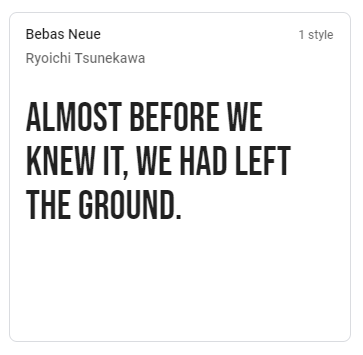 Bebas Neue
1 style
Ryoichi Tsunekawa
ALMOST BEFORE WE
KNEW IT, WE HAD LEFT
THE GROUND.